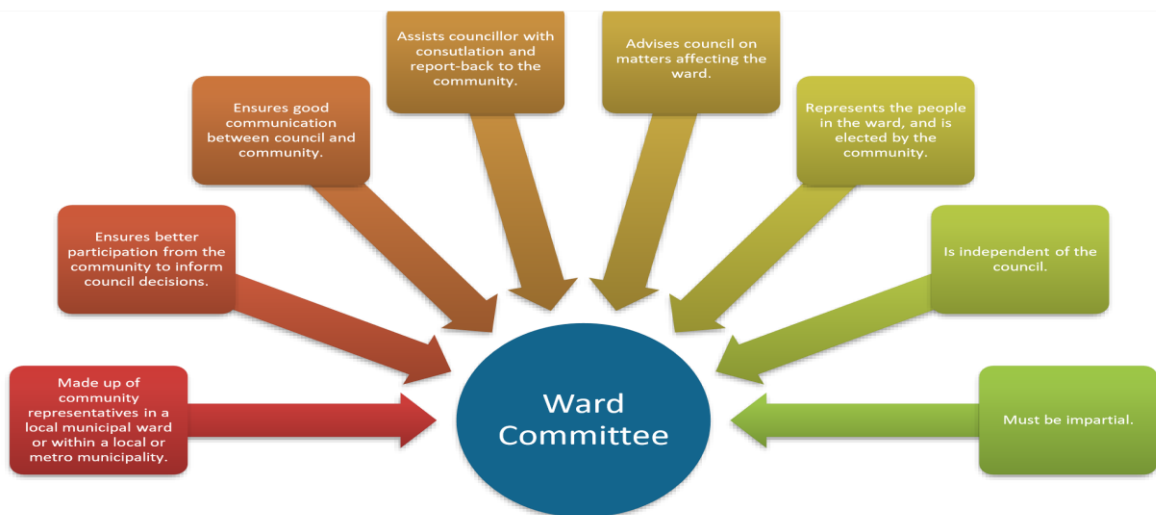 Made up of
community
representatives in a
local municipal ward
or within a local or
metro municipality.
Ensures better
participation from the
community to inform
council decisions.
Ensures good
communication
between council and
community.
Assists councillor with
consutlation and
report-back to the
community.
Advises council on
matters affecting the
ward.
Represents the people
in the ward, and is
elected by the
community.
Is independent of the
council.
Must be impartial.
Ward
Committee